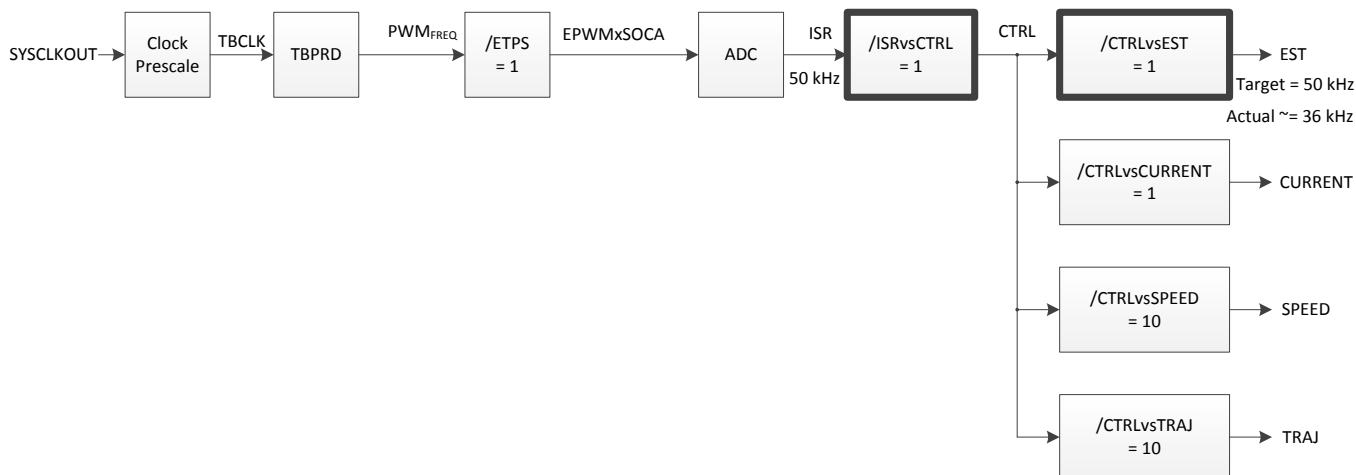 SYSCLKOUT
Clock
Prescale
TBCLK
TBPRD
PWMFREQ
/ETPS
= 1
EPWMxSOCA
ADC
ISR
50 kHz
/ISRvsCTRL
= 1
CTRL
/CTRLvsEST
= 1
EST
Target = 50 kHz
Actual ~= 36 kHz
/CTRLvsCURRENT
= 1
CURRENT
/CTRLvsSPEED
= 10
SPEED
/CTRLvsTRAJ
= 10
TRAJ